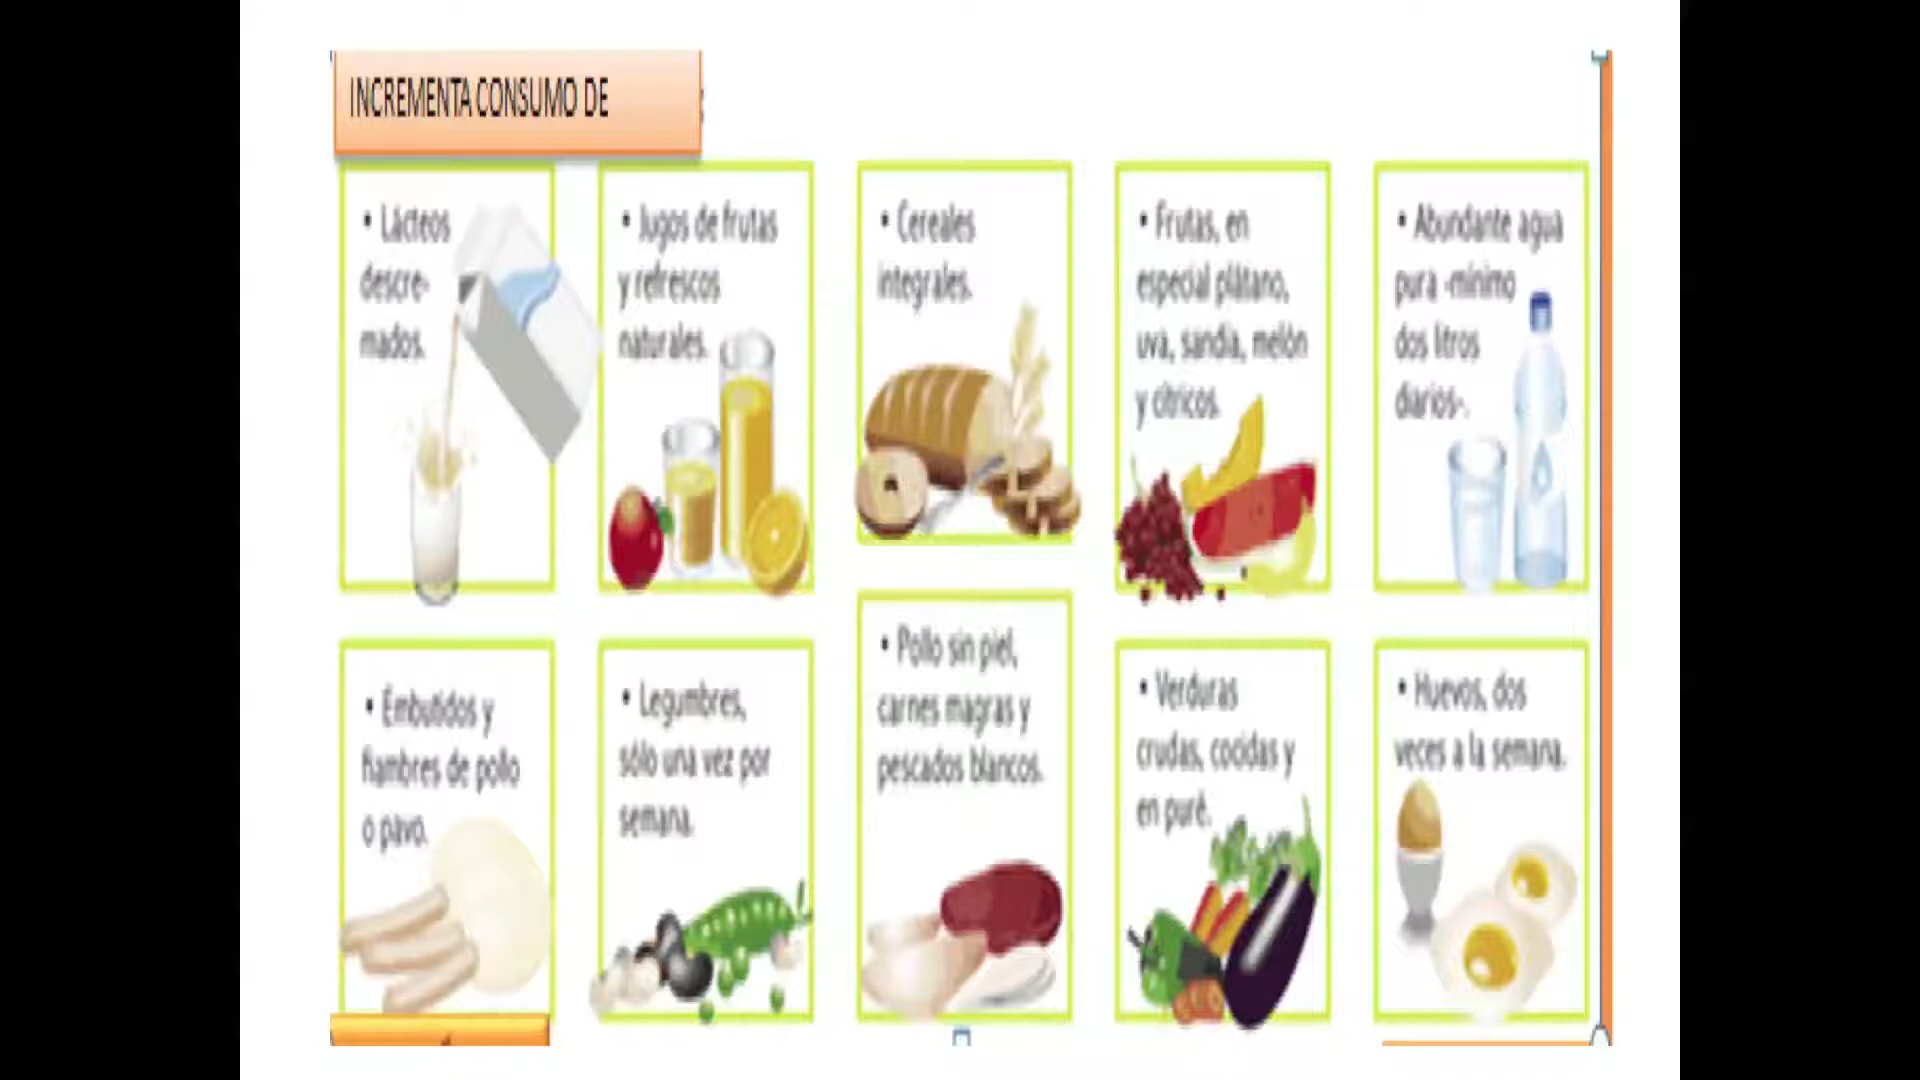 INCREMENTA CONSUMO DE
• Lácteos
descre-
mados.
• Jugos de frutas
y refrescos
naturales.
• Cereales
integrales.
• Frutas, en
especial plátano,
uva, sandía, melón
y cítricos.
• Abundante agua
pura -mínimo
dos litros
diarios-.
• Embutidos y
fiambres de pollo
o pavo.
• Legumbres,
sólo una vez por
semana.
• Pollo sin piel,
carnes magras y
pescados blancos.
• Verduras
crudas, cocidas y
en puré.
• Huevos, dos
veces a la semana.